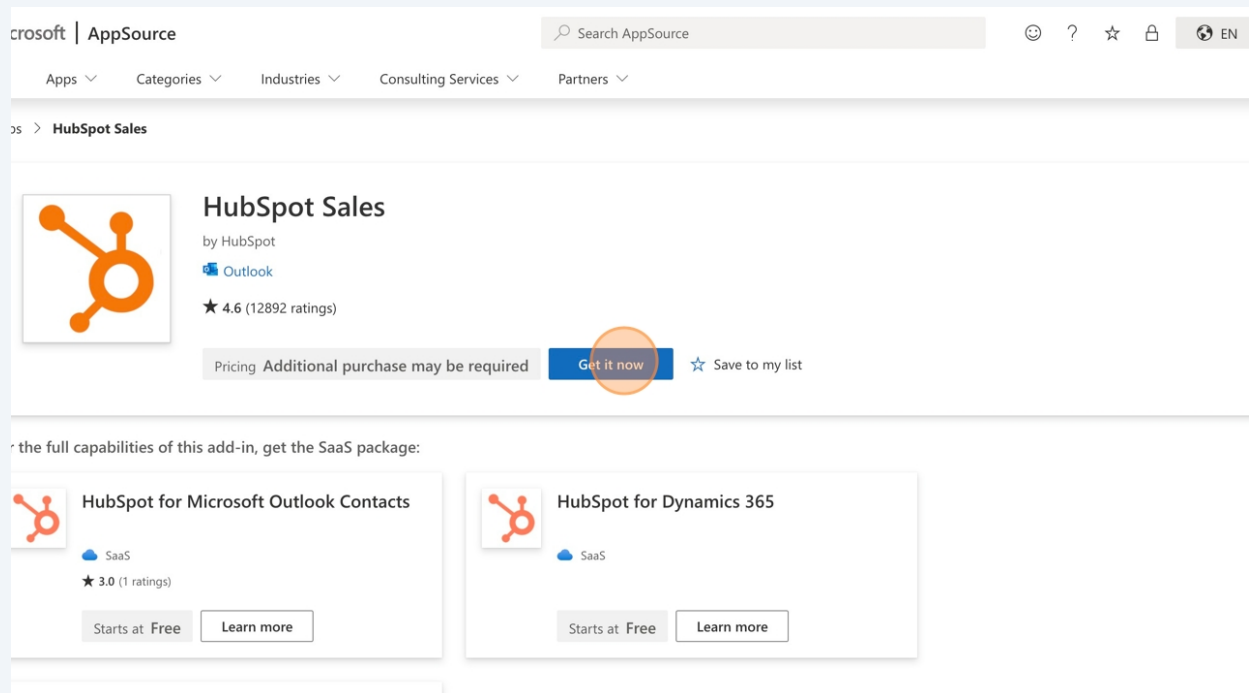 crosoft | AppSource
Search AppSource
EN
Apps
Categories
Industries
Consulting Services
Partners
HubSpot Sales
HubSpot Sales
by HubSpot
Outlook
4.6 (12892 ratings)
Pricing Additional purchase may be required
Get it now
Save to my list
the full capabilities of this add-in, get the SaaS package:
HubSpot for Microsoft Outlook Contacts
SaaS
3.0 (1 ratings)
Starts at Free
Learn more
HubSpot for Dynamics 365
SaaS
Starts at Free
Learn more